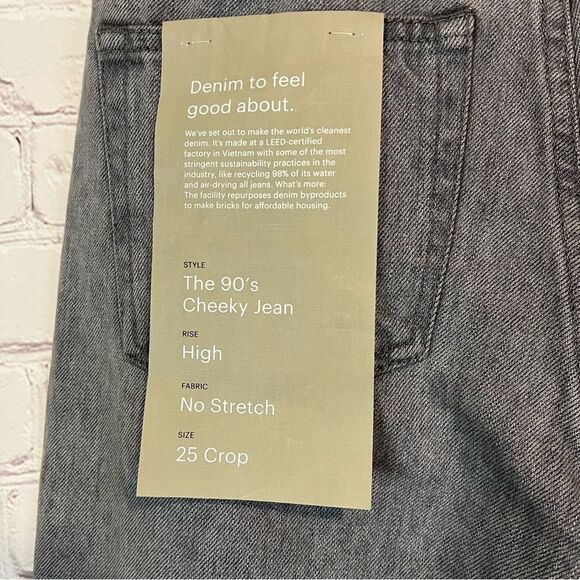 Denim to feel
good about.
We've set out to make the world's cleanest
denim. It's made at a LEED-certified
factory in Vietnam with some of the most
stringent sustainability practices in the
industry, like recycling 98% of its water
and air-drying all jeans. What's more:
The facility repurposes denim byproducts
to make bricks for affordable housing.
STYLE
The 90's
Cheeky Jean
RISE
High
FABRIC
No Stretch
SIZE
25 Crop